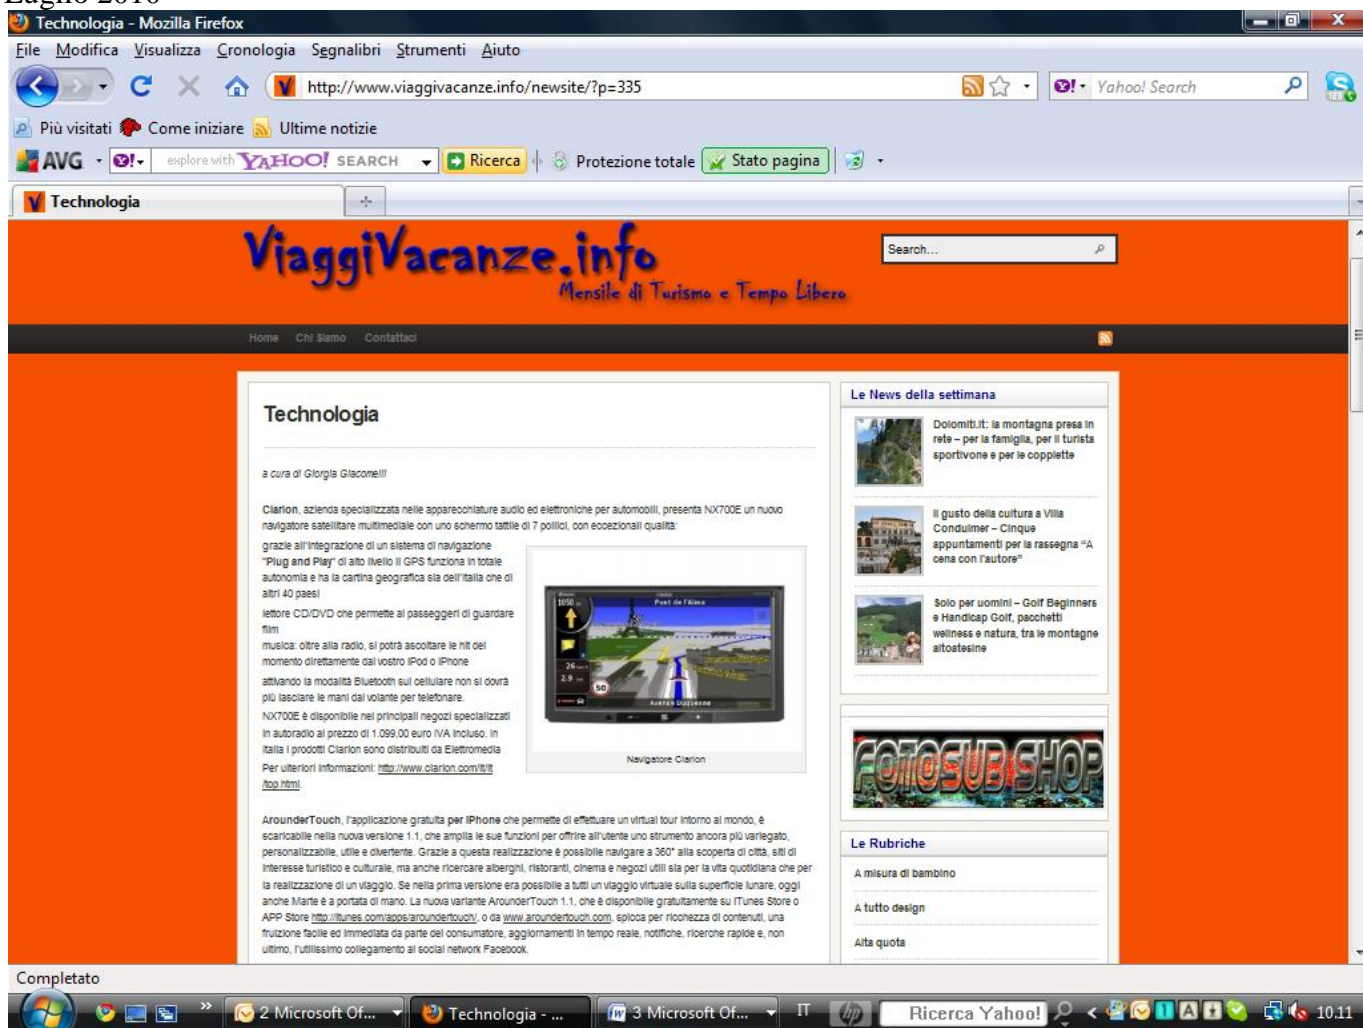 Luglio 2010
Technologia - Mozilla Firefox
File Modifica Visualizza Cronologia Segnalibri Strumenti Aiuto
http://www.viaggivacanze.info/newsite/?p=335
Yahoo! Search
Più visitati Come iniziare Ultime notizie
AVG explore with YAHOO! SEARCH Ricerca Protezione totale Stato pagina
Technologia
ViaggiVacanze.info
Mensile di Turismo e Tempo Libero
Search...
Home Chi Siamo Contattaci
Technologia
a cura di Giorgia Giacomelli
Clarion, azienda specializzata nelle apparecchiature audio ed elettroniche per automobili, presenta NX700E un nuovo
navigatore satellitare multimediale con uno schermo tattile di 7 pollici, con eccezionali qualità:
grazie all'integrazione di un sistema di navigazione
"Plug and Play" di alto livello il GPS funziona in totale
autonomia e ha la cartina geografica sia dell'Italia che di
altri 40 paesi
lettore CD/DVD che permette ai passeggeri di guardare
film
musica: oltre alla radio, si potrà ascoltare le hit del
momento direttamente dal vostro iPod o iPhone
attivando la modalità Bluetooth sul cellulare non si dovrà
più lasciare le mani dal volante per telefonare.
NX700E è disponibile nei principali negozi specializzati
in autoradio al prezzo di 1.099,00 euro IVA incluso. In
Italia i prodotti Clarion sono distribuiti da Elettromedia
Per ulteriori informazioni: http://www.clarion.com/it/it
/top.html.
1050
Pont de l'Alma
26
2.9
50
Avenue Duquesne
Navigatore Clarion
ArounderTouch, l'applicazione gratuita per iPhone che permette di effettuare un virtual tour intorno al mondo, è
scaricabile nella nuova versione 1.1, che amplia le sue funzioni per offrire all'utente uno strumento ancora più variegato,
personalizzabile, utile e divertente. Grazie a questa realizzazione è possibile navigare a 360° alla scoperta di città, siti di
interesse turistico e culturale, ma anche ricercare alberghi, ristoranti, cinema e negozi utili sia per la vita quotidiana che per
la realizzazione di un viaggio. Se nella prima versione era possibile a tutti un viaggio virtuale sulla superficie lunare, oggi
anche Marte è a portata di mano. La nuova variante ArounderTouch 1.1, che è disponibile gratuitamente su iTunes Store o
APP Store http://itunes.com/apps/aroundertouch/, o da www.aroundertouch.com, spicca per ricchezza di contenuti, una
fruizione facile ed immediata da parte del consumatore, aggiornamenti in tempo reale, notifiche, ricerche rapide e, non
ultimo, l'utilissimo collegamento al social network Facebook.
Le News della settimana
Dolomiti.it: la montagna presa in
rete – per la famiglia, per il turista
sportivone e per le coppiette
Il gusto della cultura a Villa
Condulmer – Cinque
appuntamenti per la rassegna "A
cena con l'autore"
Solo per uomini – Golf Beginners
e Handicap Golf, pacchetti
wellness e natura, tra le montagne
altoatesine
FOTOSUB SHOP
Le Rubriche
A misura di bambino
A tutto design
Alta quota
Completato
2 Microsoft Of... Technologia - ... 3 Microsoft Of... IT hp Ricerca Yahoo! 10.11